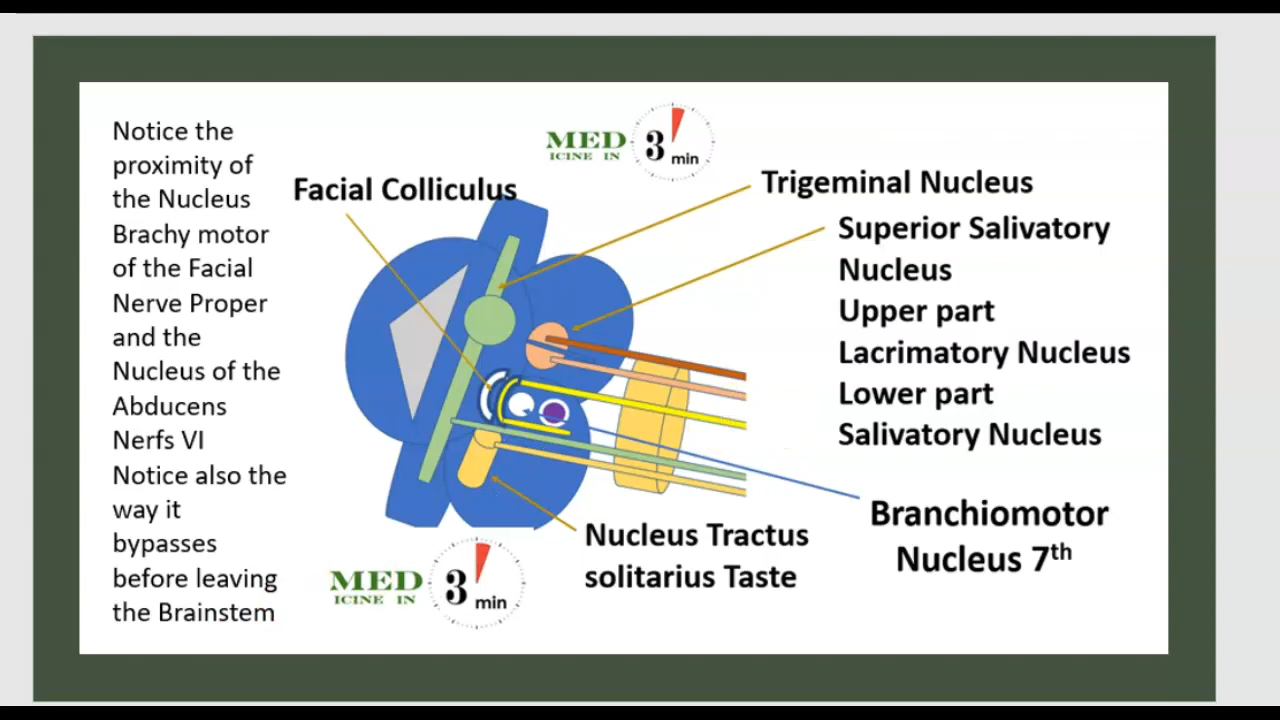 Notice the
proximity of
the Nucleus
Brachy motor
of the Facial
Nerve Proper
and the
Nucleus of the
Abducens
Nerfs VI
Notice also the
way it
bypasses
before leaving
the Brainstem
MED
ICINE IN
3 min
Facial Colliculus
Trigeminal Nucleus
Superior Salivatory
Nucleus
Upper part
Lacrimatory Nucleus
Lower part
Salivatory Nucleus
Branchiomotor
Nucleus 7th
Nucleus Tractus
solitarius Taste
MED
ICINE IN
3 min